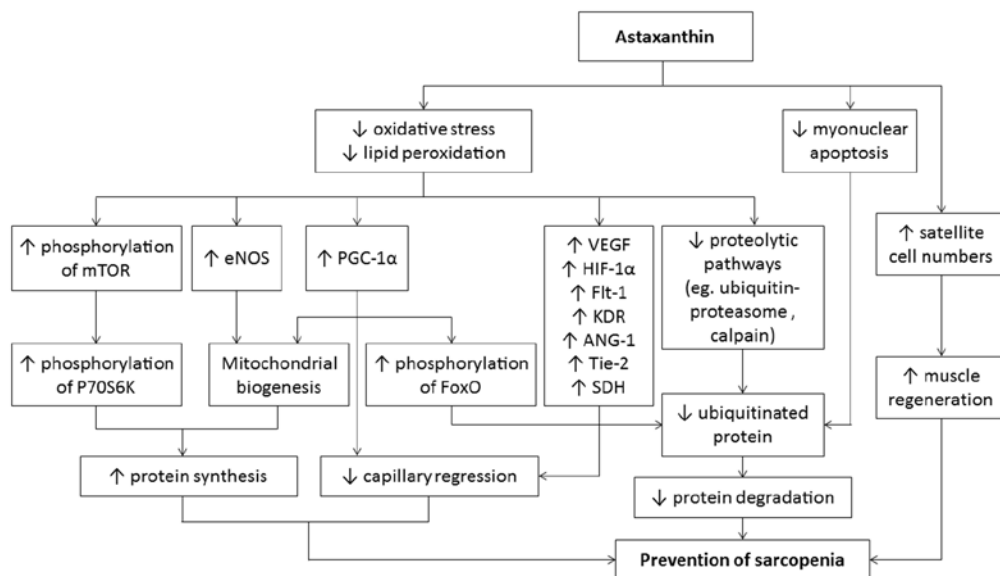 Astaxanthin
↓ oxidative stress
↓ lipid peroxidation
↓ myonuclear
apoptosis
↑ phosphorylation
of mTOR
↑ eNOS
↑ PGC-1α
↑ VEGF
↑ HIF-1α
↑ Flt-1
↑ KDR
↑ ANG-1
↑ Tie-2
↑ SDH
↓ proteolytic
pathways
(eg. ubiquitin-
proteasome ,
calpain)
↑ satellite
cell numbers
↑ phosphorylation
of P70S6K
Mitochondrial
biogenesis
↑ phosphorylation
of FoxO
↓ ubiquitinated
protein
↑ muscle
regeneration
↑ protein synthesis
↓ capillary regression
↓ protein degradation
Prevention of sarcopenia